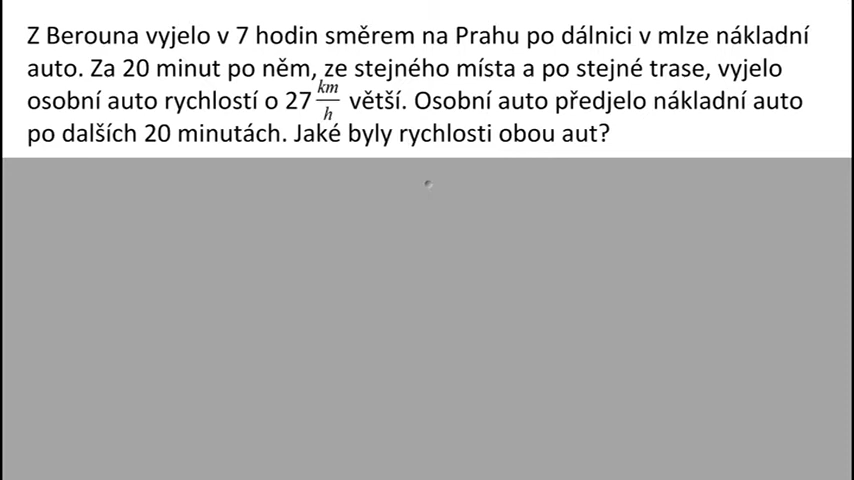 Z Berouna vyjelo v 7 hodin směrem na Prahu po dálnici v mlze nákladní
auto. Za 20 minut po něm, ze stejného místa a po stejné trase, vyjelo
osobní auto rychlostí o 27 km/h větší. Osobní auto předjelo nákladní auto
po dalších 20 minutách. Jaké byly rychlosti obou aut?